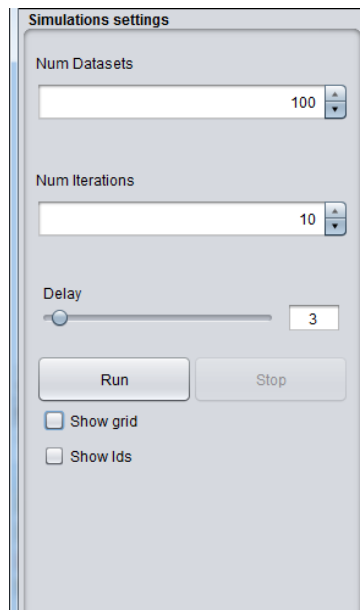 Simulations settings
Num Datasets
100
Num Iterations
10
Delay
3
Run Stop
Show grid
Show Ids